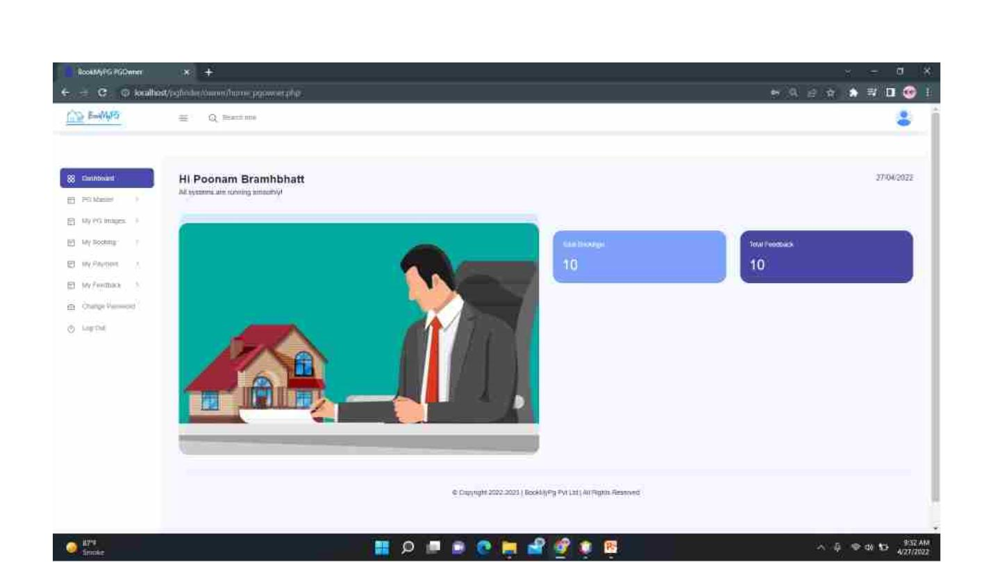 BookMyPG PGOwner
localhost/pgfinder/owner/home_pgowner.php
BookMyPG
Search now
Dashboard
Hi Poonam Bramhbhatt
27/04/2022
All systems are running smoothly!
PG Master
My PG Images
My Booking
My Payment
My Feedback
Change Password
Log Out
Total Bookings
10
Total Feedback
10
© Copyright 2022-2023 | BookMyPg Pvt Ltd | All Rights Reserved
87°F
Smoke
9:32 AM
4/27/2022